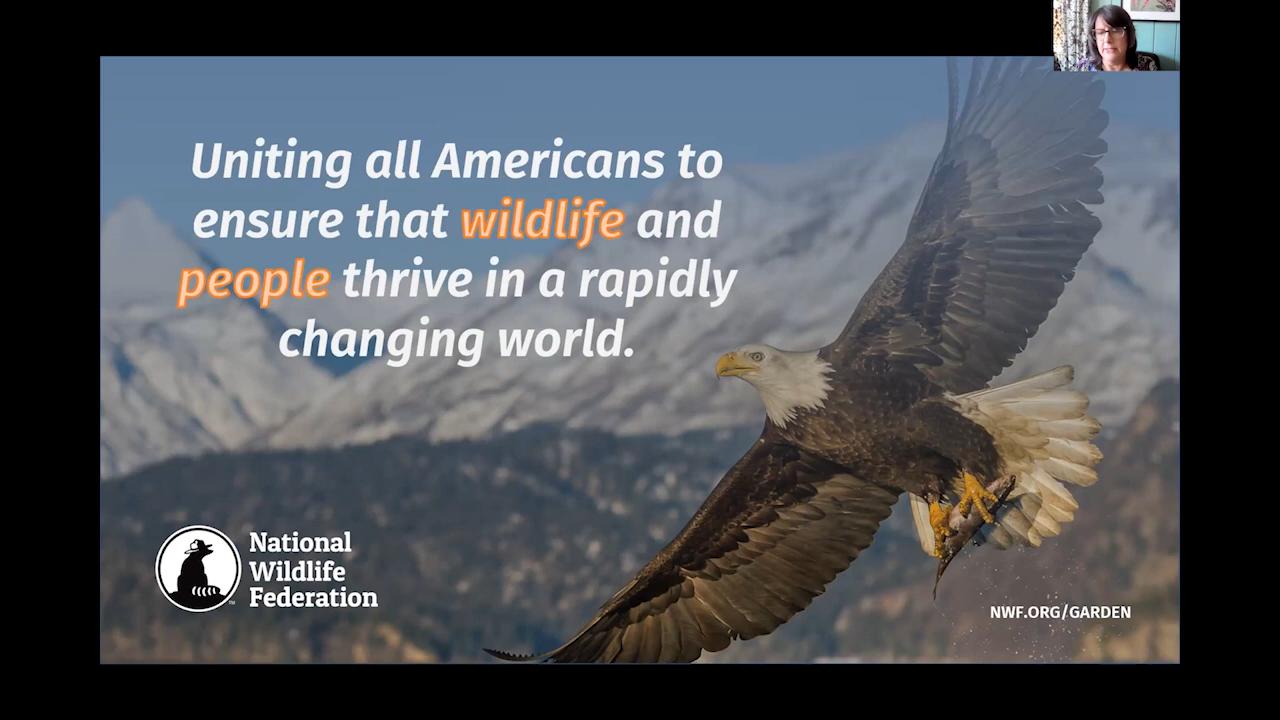 Uniting all Americans to
ensure that wildlife and
people thrive in a rapidly
changing world.
National
Wildlife
Federation
TM
NWF.ORG/GARDEN